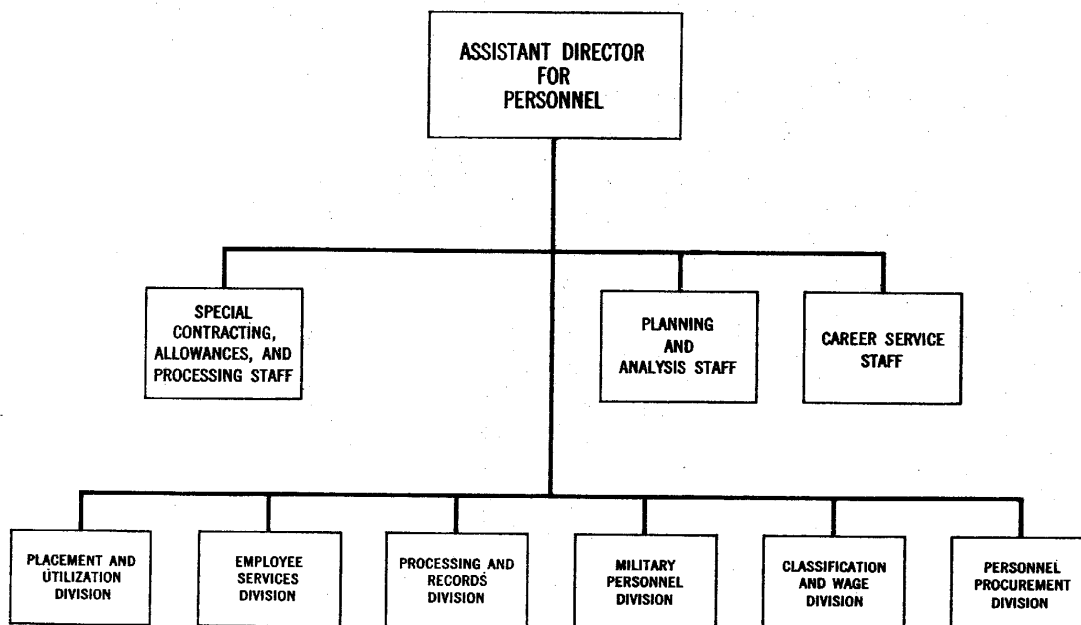 ASSISTANT DIRECTOR
FOR
PERSONNEL
SPECIAL
CONTRACTING,
ALLOWANCES, AND
PROCESSING STAFF
PLANNING
AND
ANALYSIS STAFF
CAREER SERVICE
STAFF
PLACEMENT AND
UTILIZATION
DIVISION
EMPLOYEE
SERVICES
DIVISION
PROCESSING AND
RECORDS
DIVISION
MILITARY
PERSONNEL
DIVISION
CLASSIFICATION
AND WAGE
DIVISION
PERSONNEL
PROCUREMENT
DIVISION